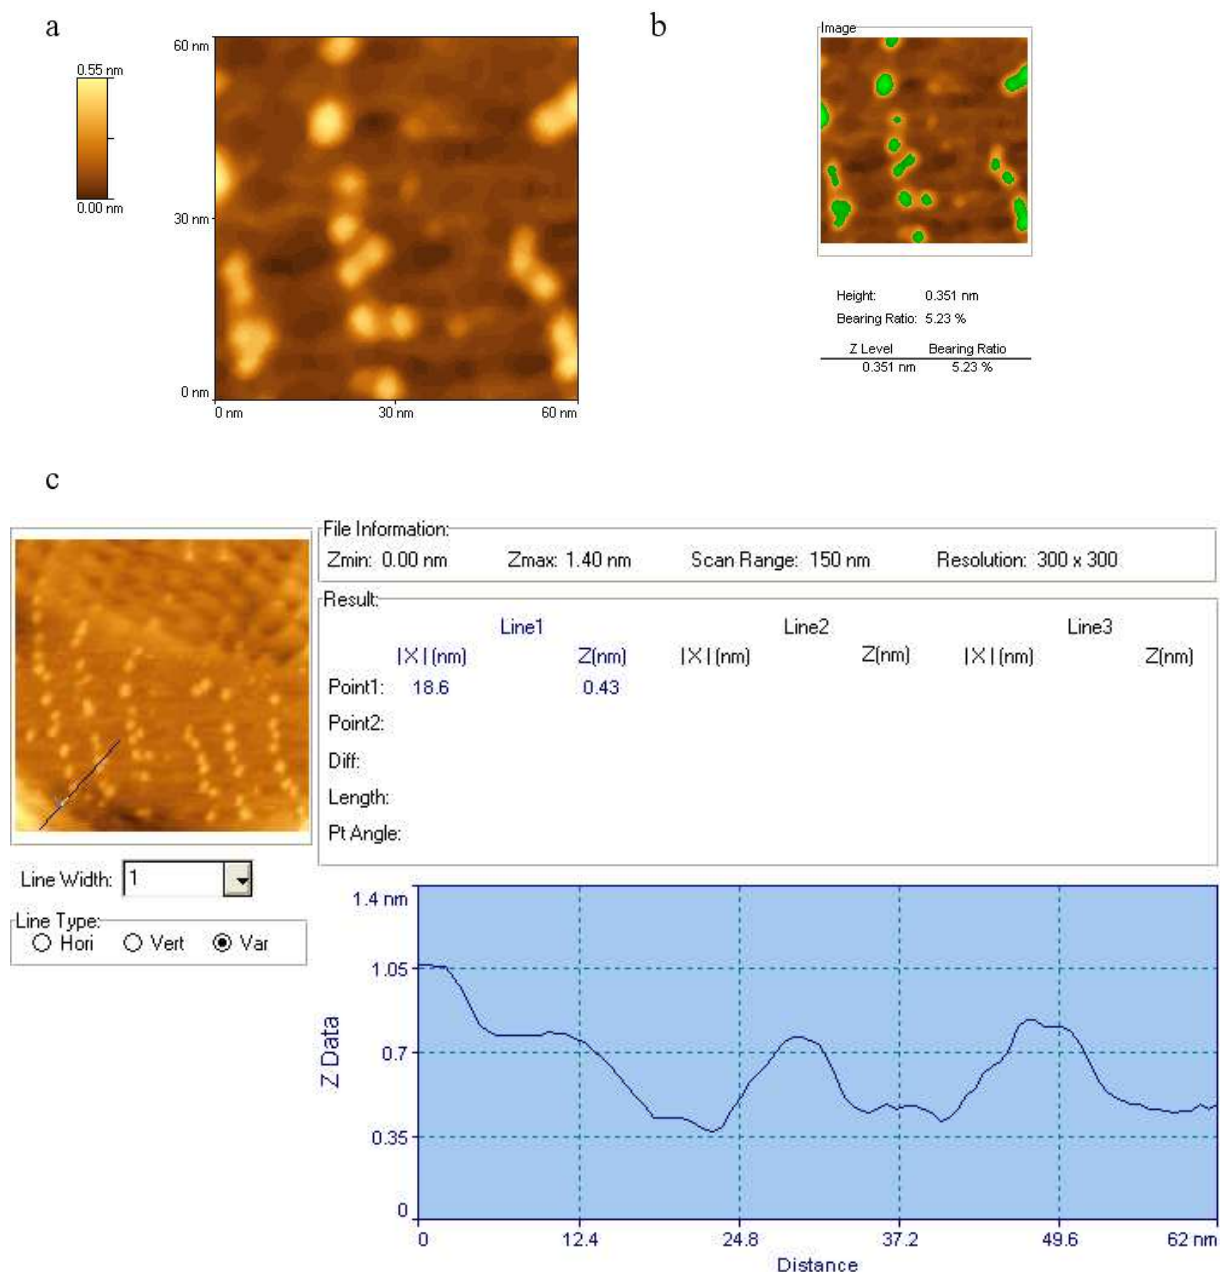 a
0.55 nm
0.00 nm
60 nm
30 nm
0 nm
0 nm 30 nm 60 nm
b
Image
Height: 0.351 nm
Bearing Ratio: 5.23 %
Z Level Bearing Ratio
0.351 nm 5.23 %
c
File Information:
Zmin: 0.00 nm Zmax: 1.40 nm Scan Range: 150 nm Resolution: 300 x 300
Result:
Line1 Line2 Line3
|X| (nm) Z(nm) |X| (nm) Z(nm) |X| (nm) Z(nm)
Point1: 18.6 0.43
Point2:
Diff:
Length:
Pt Angle:
Line Width: 1
Line Type:
Hori Vert Var
1.4 nm
1.05
0.7
0.35
0
Z Data
0 12.4 24.8 37.2 49.6 62 nm
Distance